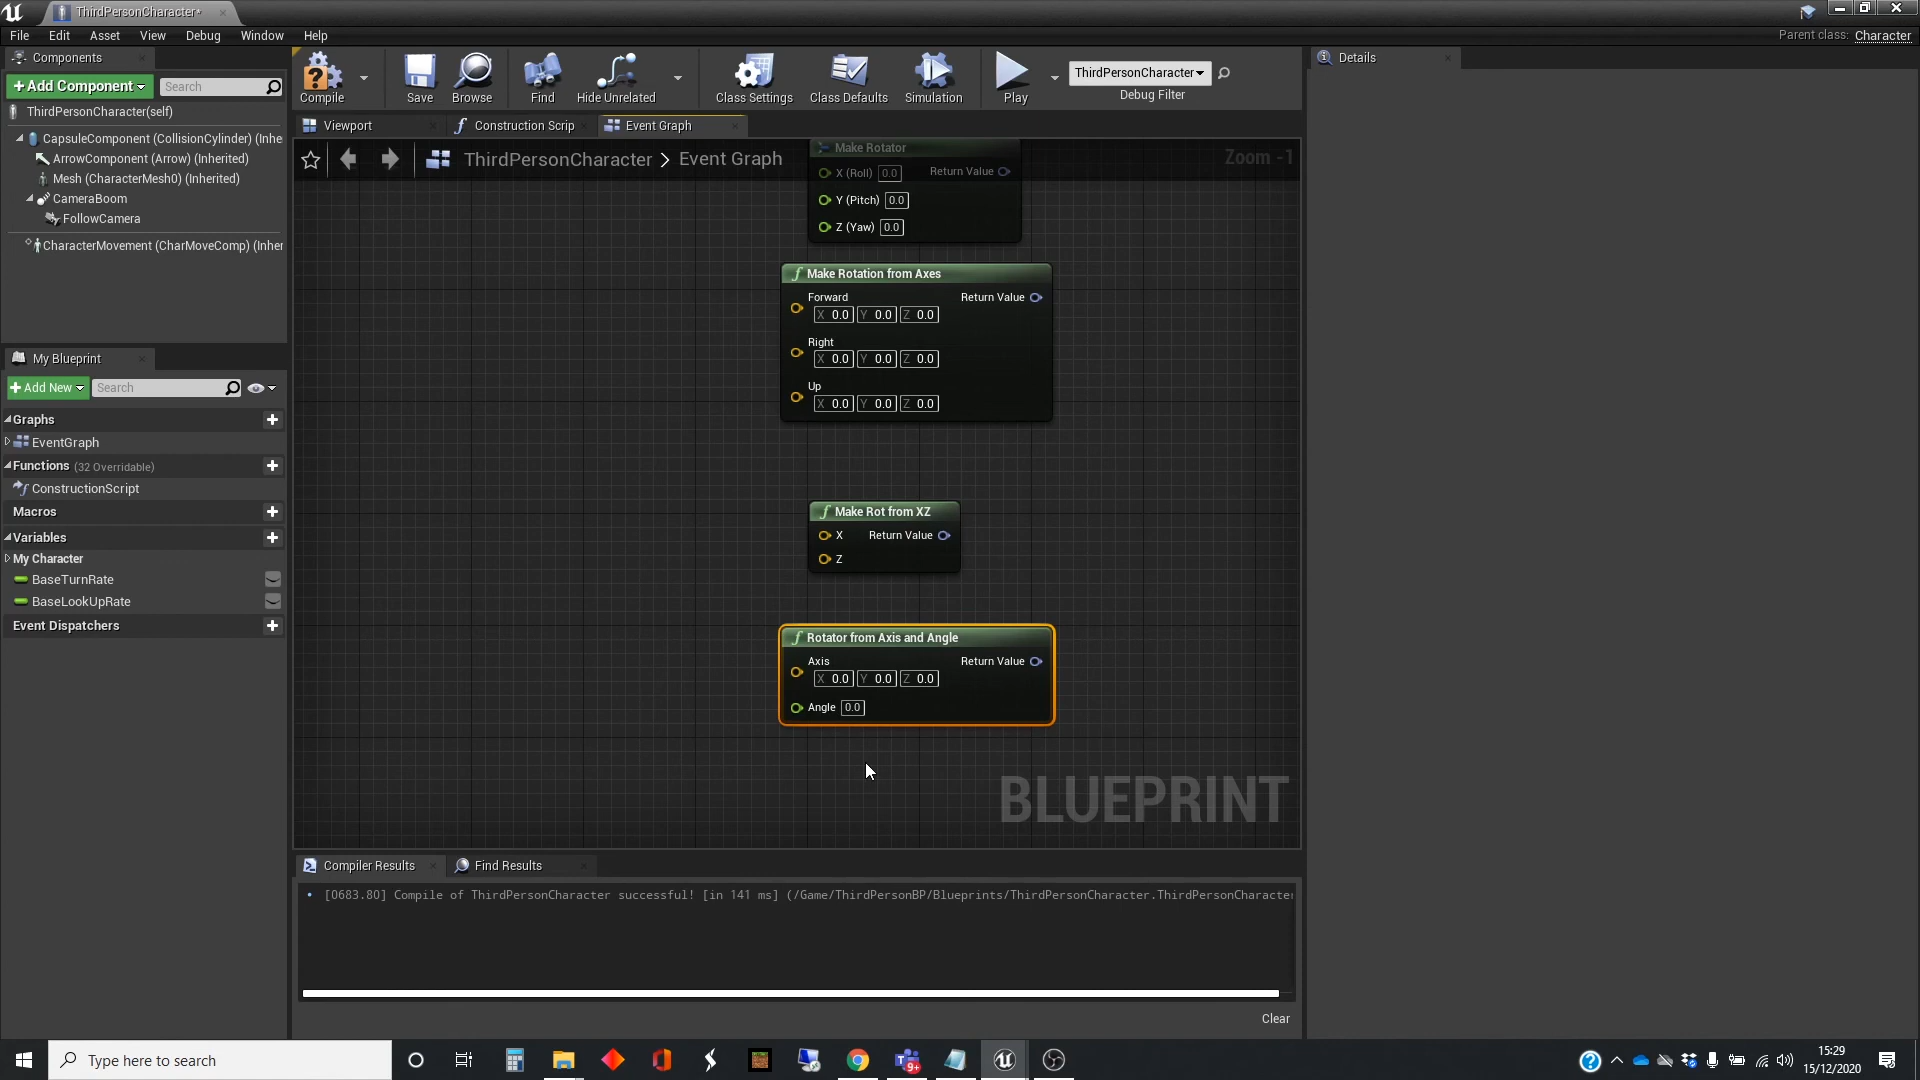 ThirdPersonCharacter*
File Edit Asset View Debug Window Help
Parent class: Character
Components
+Add Component
Search
ThirdPersonCharacter(self)
CapsuleComponent (CollisionCylinder) (Inhe
ArrowComponent (Arrow) (Inherited)
Mesh (CharacterMesh0) (Inherited)
CameraBoom
FollowCamera
CharacterMovement (CharMoveComp) (Inher
My Blueprint
+Add New
Search
Graphs
EventGraph
Functions (32 Overridable)
ConstructionScript
Macros
Variables
My Character
BaseTurnRate
BaseLookUpRate
Event Dispatchers
Compile
Save
Browse
Find
Hide Unrelated
Class Settings
Class Defaults
Simulation
Play
ThirdPersonCharacter
Debug Filter
Viewport
Construction Scrip
Event Graph
ThirdPersonCharacter > Event Graph
Zoom -1
Make Rotator
X (Roll) 0.0 Return Value
Y (Pitch) 0.0
Z (Yaw) 0.0
Make Rotation from Axes
Forward Return Value
X 0.0 Y 0.0 Z 0.0
Right
X 0.0 Y 0.0 Z 0.0
Up
X 0.0 Y 0.0 Z 0.0
Make Rot from XZ
X Return Value
Z
Rotator from Axis and Angle
Axis Return Value
X 0.0 Y 0.0 Z 0.0
Angle 0.0
BLUEPRINT
Compiler Results
Find Results
[0683.80] Compile of ThirdPersonCharacter successful! [in 141 ms] (/Game/ThirdPersonBP/Blueprints/ThirdPersonCharacter.ThirdPersonCharacter
Clear
Details
Type here to search
9+
15:29
15/12/2020